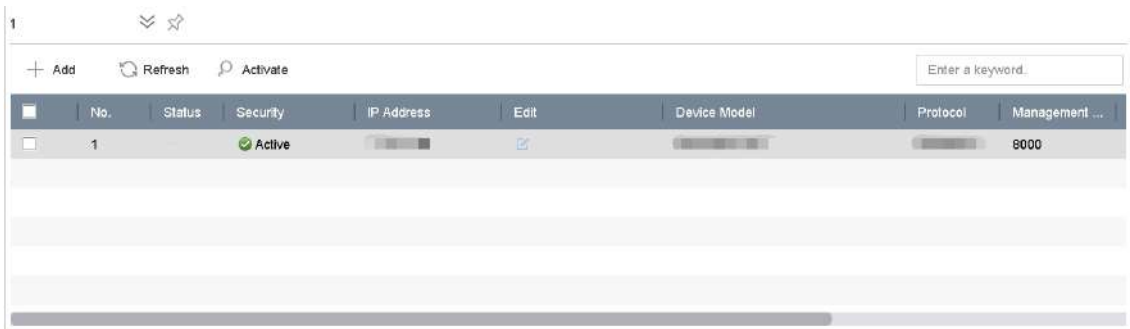 1
Add Refresh Activate Enter a keyword.
No. Status Security IP Address Edit Device Model Protocol Management ...
1 Active 8000